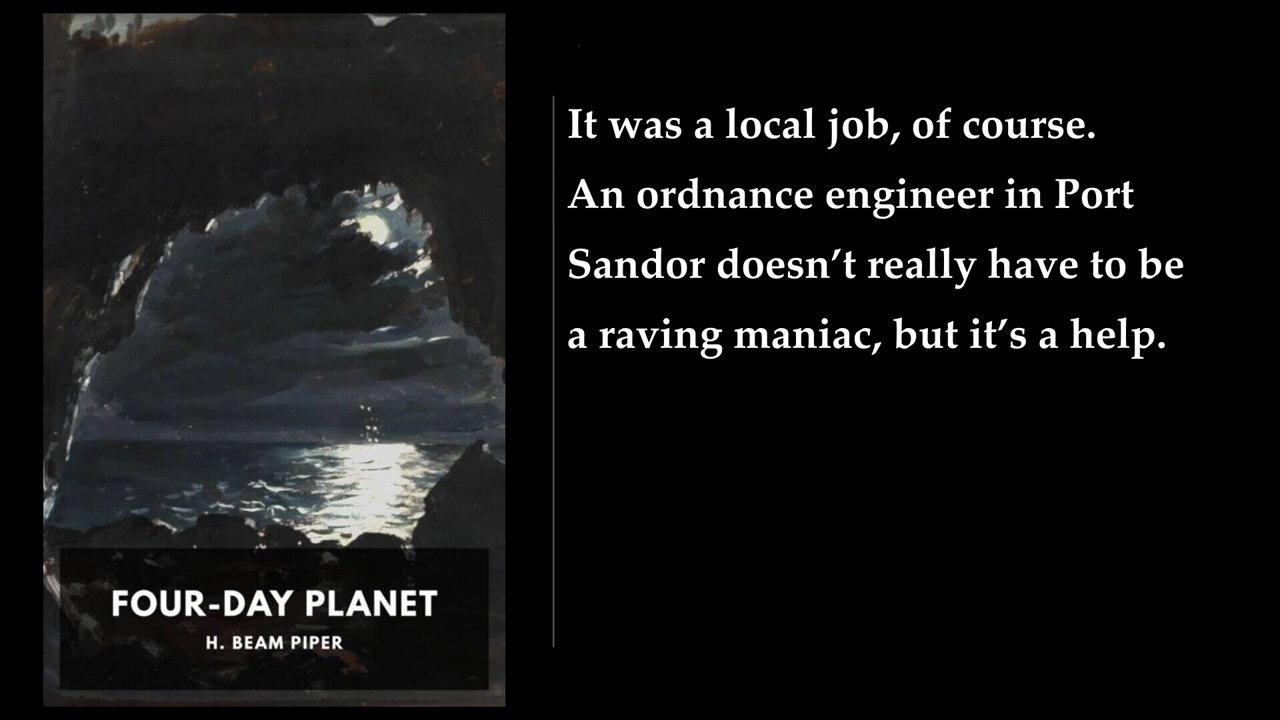 It was a local job, of course.
An ordnance engineer in Port
Sandor doesn’t really have to be
a raving maniac, but it’s a help.
FOUR-DAY PLANET
H. BEAM PIPER